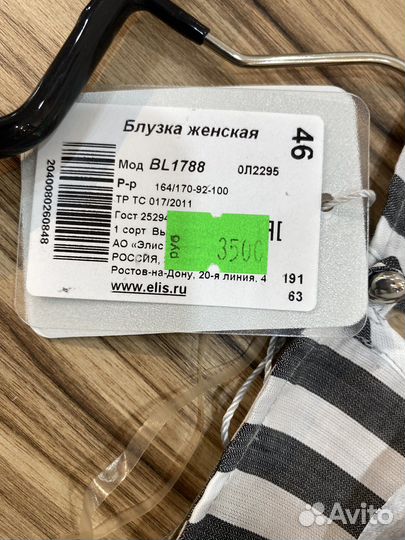 Блузка женская
46
Мод BL1788 0Л2295
Р-р 164/170-92-100
ТР ТС 017/2011
Гост 25294
1 сорт
АО «Элис
РОССИЯ,
Ростов-на-Дону, 20-я линия, 4
www.elis.ru
191
63
руб 3500
2040080260848
Avito